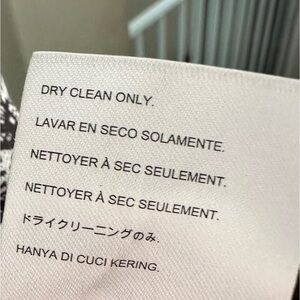 DRY CLEAN ONLY.
LAVAR EN SECO SOLAMENTE.
NETTOYER À SEC SEULEMENT.
NETTOYER À SEC SEULEMENT.
ドライクリーニングのみ.
HANYA DI CUCI KERING.